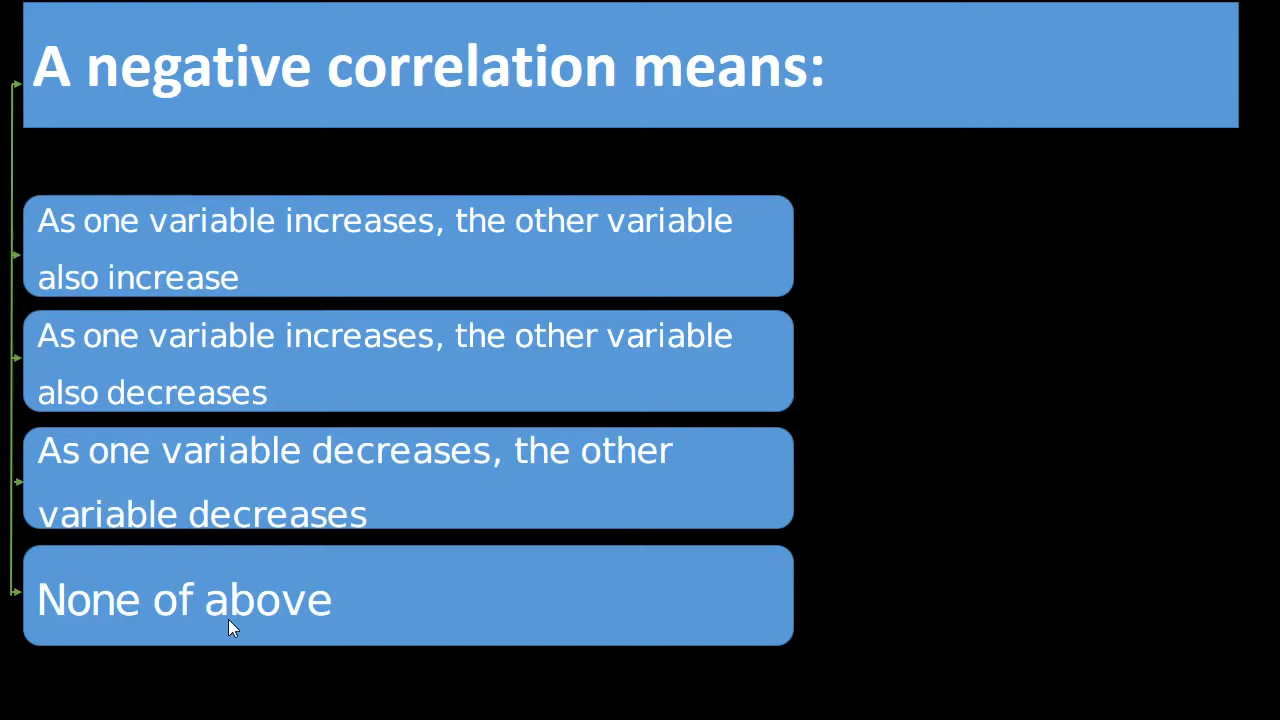 A negative correlation means:
As one variable increases, the other variable
also increase
As one variable increases, the other variable
also decreases
As one variable decreases, the other
variable decreases
None of above